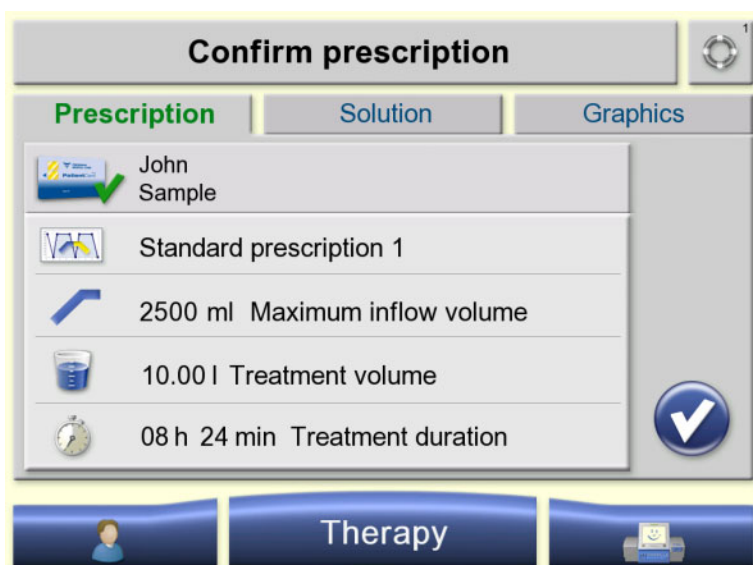 Confirm prescription
1
Prescription
Solution
Graphics
PatientCard
John
Sample
Standard prescription 1
2500 ml Maximum inflow volume
10.00 l Treatment volume
08 h 24 min Treatment duration
Therapy